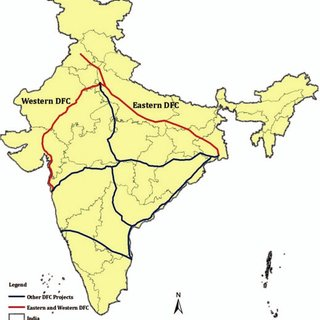 Western DFC
Eastern DFC
Legend
Other DFC Projects
Eastern and Western DFC
India
N